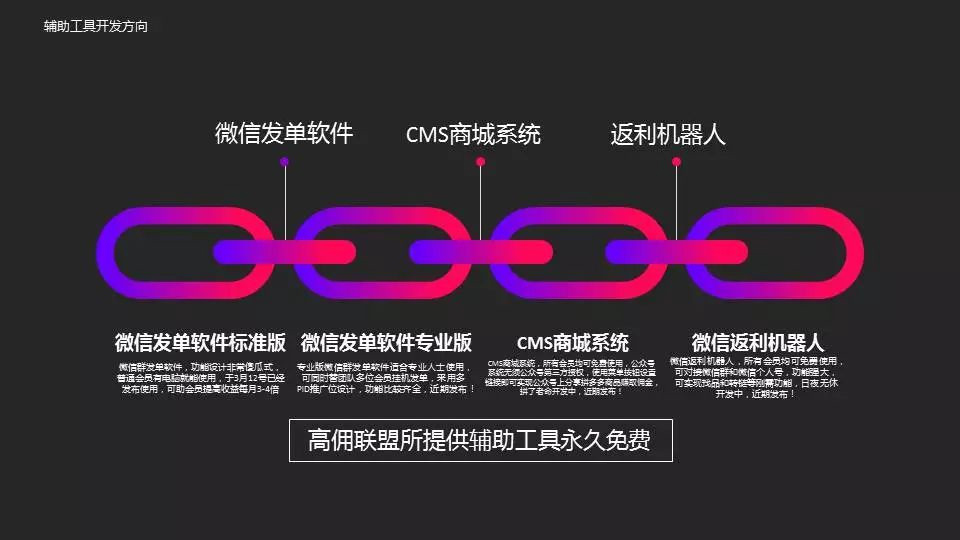 辅助工具开发方向
微信发单软件
CMS商城系统
返利机器人
微信发单软件标准版
微信群发单软件，功能设计非常傻瓜式，
普通会员有电脑就能使用，于3月12号已经
发布使用，可助会员提高收益每月3-4倍
微信发单软件专业版
专业版微信群发单软件适合专业人士使用，
可同时替团队多位会员挂机发单，采用多
PID推广位设计，功能比较齐全，近期发布！
CMS商城系统
CMS商城系统，所有会员均可免费使用，公众号
系统无须公众号第三方授权，使用菜单按钮设置
链接即可实现公众号上分享拼多多商品赚取佣金，
拼了老命开发中，近期发布！
微信返利机器人
微信返利机器人，所有会员均可免费使用，
可对接微信群和微信个人号，功能强大，
可实现找品和转链等刚需功能，日夜无休
开发中，近期发布！
高佣联盟所提供辅助工具永久免费